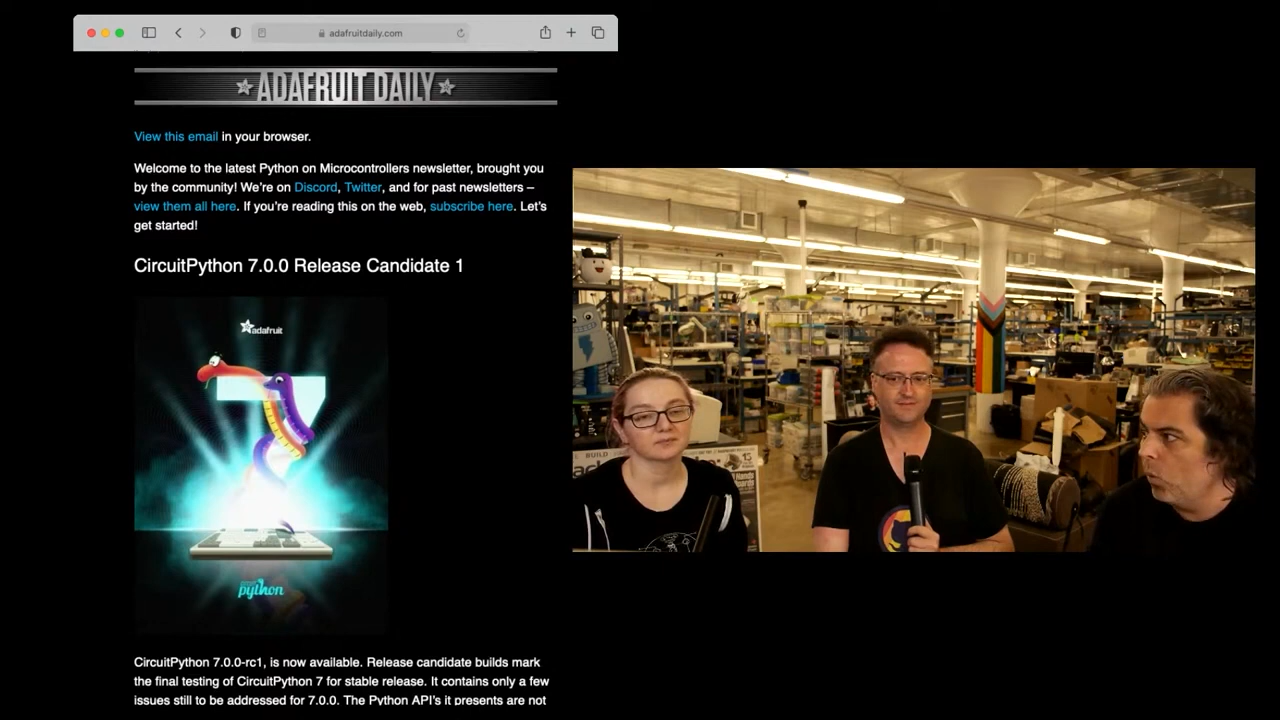 adafruitdaily.com
ADAFRUIT DAILY
View this email in your browser.
Welcome to the latest Python on Microcontrollers newsletter, brought you
by the community! We're on Discord, Twitter, and for past newsletters –
view them all here. If you're reading this on the web, subscribe here. Let's
get started!
CircuitPython 7.0.0 Release Candidate 1
adafruit
python
CircuitPython 7.0.0-rc1, is now available. Release candidate builds mark
the final testing of CircuitPython 7 for stable release. It contains only a few
issues still to be addressed for 7.0.0. The Python API's it presents are not
BUILD
15